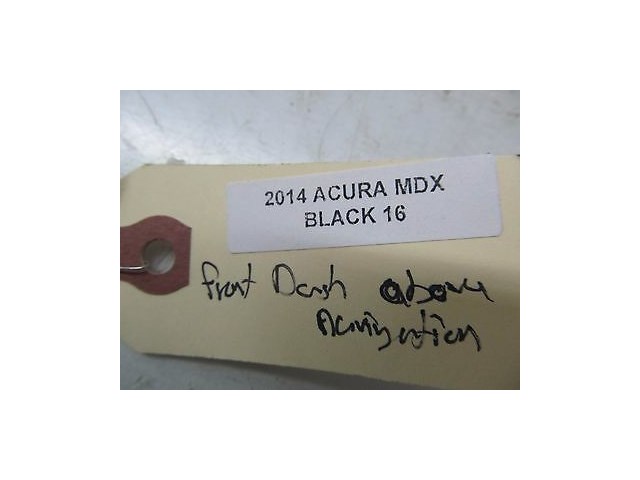 2014 ACURA MDX
BLACK 16
front Dash above
Navigation